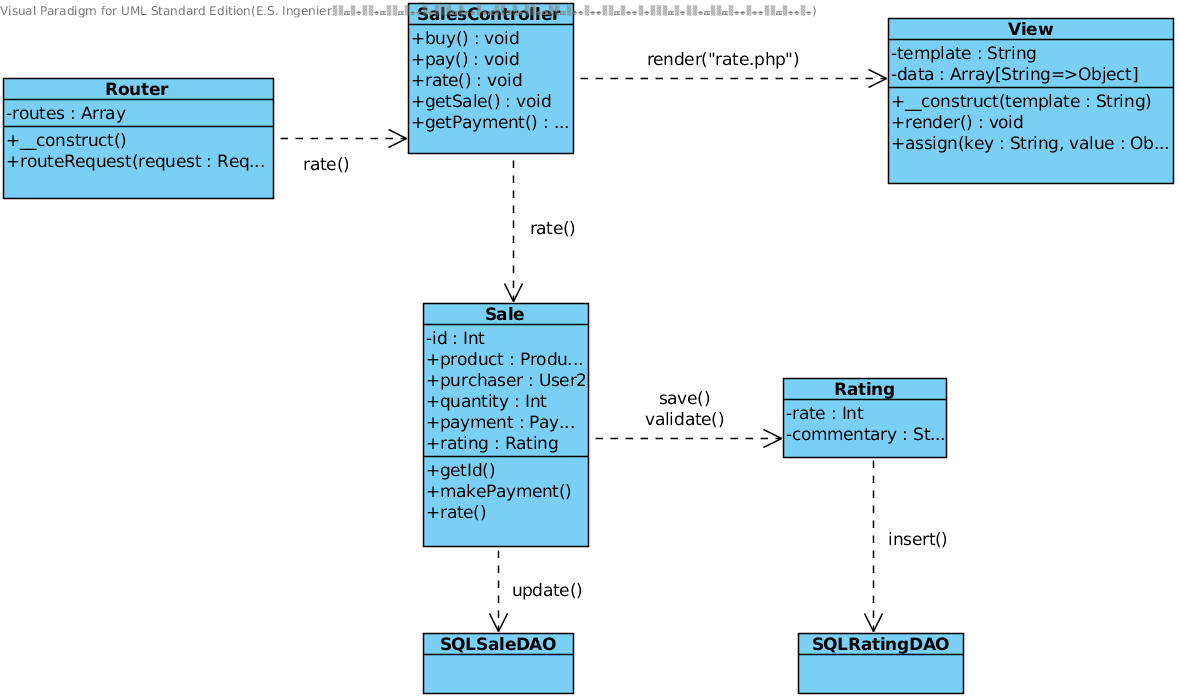 Visual Paradigm for UML Standard Edition(E.S. Ingenier
SalesController
+buy() : void
+pay() : void
+rate() : void
+getSale() : void
+getPayment() : ...
render("rate.php")
View
-template : String
-data : Array[String=>Object]
+__construct(template : String)
+render() : void
+assign(key : String, value : Ob...
Router
-routes : Array
+__construct()
+routeRequest(request : Req...
rate()
rate()
Sale
-id : Int
+product : Produ...
+purchaser : User2
+quantity : Int
+payment : Pay...
+rating : Rating
+getId()
+makePayment()
+rate()
save()
validate()
Rating
-rate : Int
-commentary : St...
insert()
update()
SQLSaleDAO
SQLRatingDAO